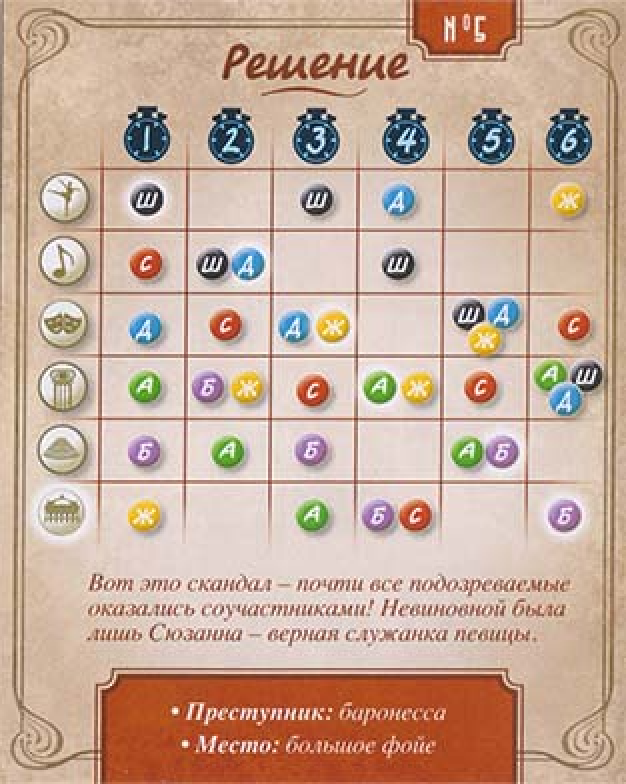 №5
Решение
1 2 3 4 5 6
Ш Ш Д Ж
С Ш Д Ш
Д С Д Ж Ш Д Ж С
А Б Ж С А Ж С А Ш Д
Б А Б А Б
Ж А Б С Б
Вот это скандал – почти все подозреваемые
оказались соучастниками! Невиновной была
лишь Сюзанна – верная служанка певицы.
• Преступник: баронесса
• Место: большое фойе